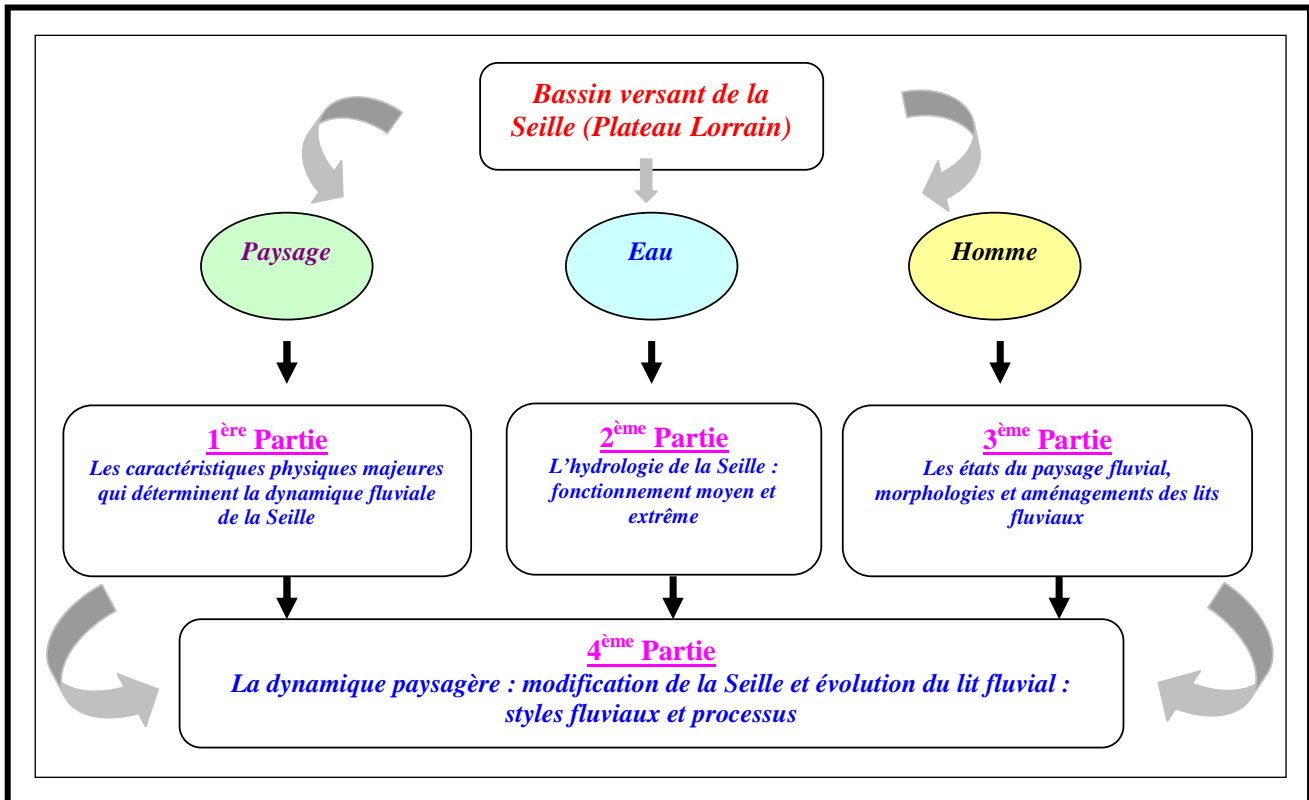 Bassin versant de la
Seille (Plateau Lorrain)
Paysage
Eau
Homme
1ère Partie
Les caractéristiques physiques majeures
qui déterminent la dynamique fluviale
de la Seille
2ème Partie
L'hydrologie de la Seille :
fonctionnement moyen et
extrême
3ème Partie
Les états du paysage fluvial,
morphologies et aménagements des lits
fluviaux
4ème Partie
La dynamique paysagère : modification de la Seille et évolution du lit fluvial :
styles fluviaux et processus